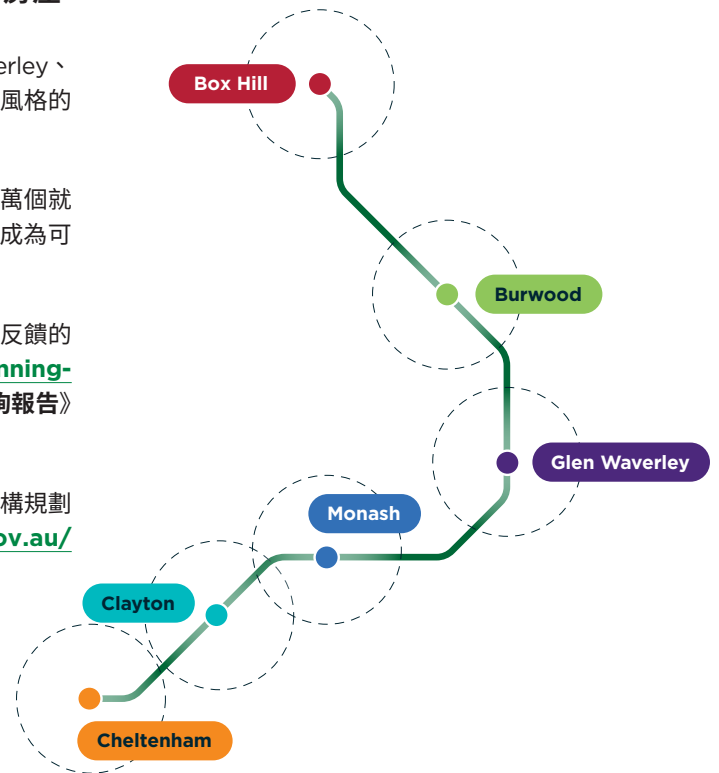 erley、
風格的
萬個就
成為可
反饋的
nning-
詢報告》
構規劃
ov.au/
Box Hill
Burwood
Glen Waverley
Monash
Clayton
Cheltenham